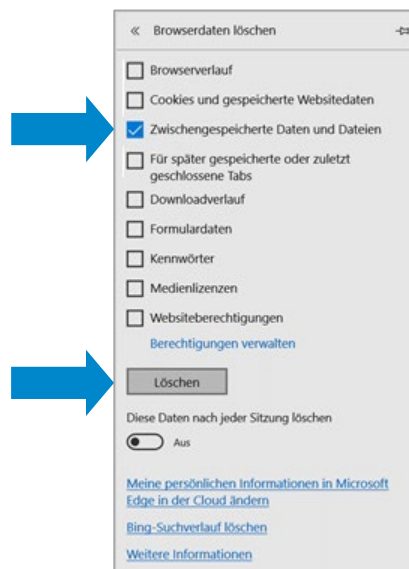 « Browserdaten löschen
Browserverlauf
Cookies und gespeicherte Websitedaten
Zwischengespeicherte Daten und Dateien
Für später gespeicherte oder zuletzt
geschlossene Tabs
Downloadverlauf
Formulardaten
Kennwörter
Medienlizenzen
Websiteberechtigungen
Berechtigungen verwalten
Löschen
Diese Daten nach jeder Sitzung löschen
Aus
Meine persönlichen Informationen in Microsoft
Edge in der Cloud ändern
Bing-Suchverlauf löschen
Weitere Informationen